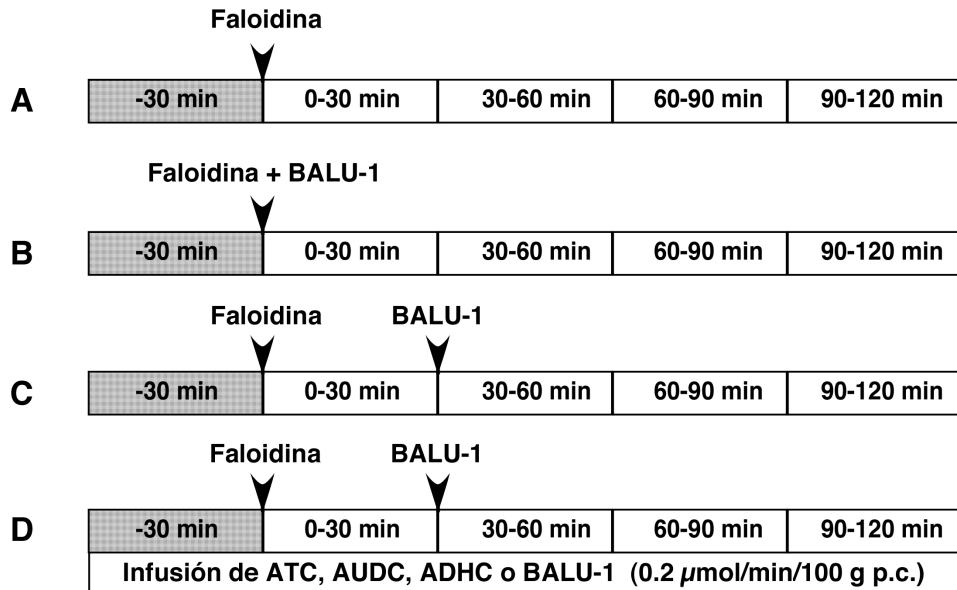 Faloidina
A -30 min 0-30 min 30-60 min 60-90 min 90-120 min
Faloidina + BALU-1
B -30 min 0-30 min 30-60 min 60-90 min 90-120 min
Faloidina BALU-1
C -30 min 0-30 min 30-60 min 60-90 min 90-120 min
Faloidina BALU-1
D -30 min 0-30 min 30-60 min 60-90 min 90-120 min
Infusión de ATC, AUDC, ADHC o BALU-1 (0.2 µmol/min/100 g p.c.)